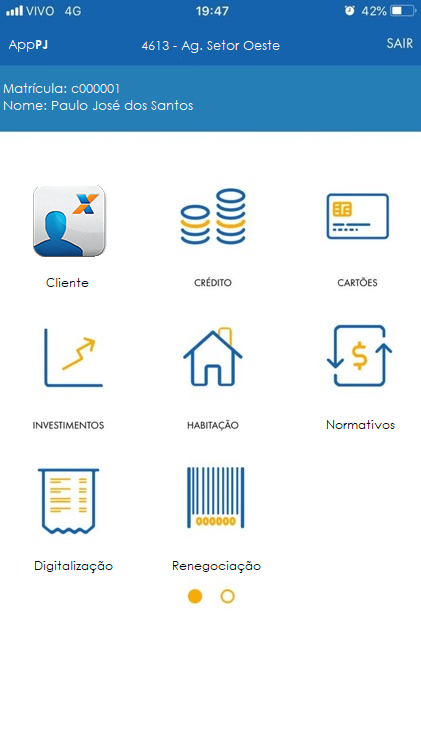 VIVO 4G 19:47 42%
AppPJ 4613 - Ag. Setor Oeste SAIR
Matrícula: c000001
Nome: Paulo José dos Santos
Cliente CRÉDITO CARTÕES
$
INVESTIMENTOS HABITAÇÃO Normativos
000000
Digitalização Renegociação